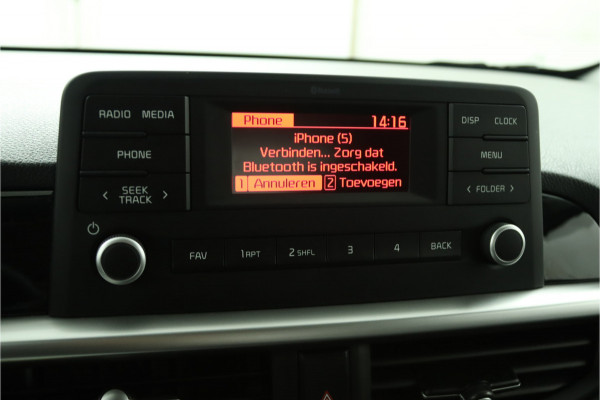 Bluetooth
RADIO MEDIA
PHONE
SEEK
TRACK
Phone 14:16
iPhone (5)
Verbinden... Zorg dat
Bluetooth is ingeschakeld.
1 Annuleren 2 Toevoegen
DISP CLOCK
MENU
< FOLDER >
FAV 1 RPT 2 SHFL 3 4 BACK